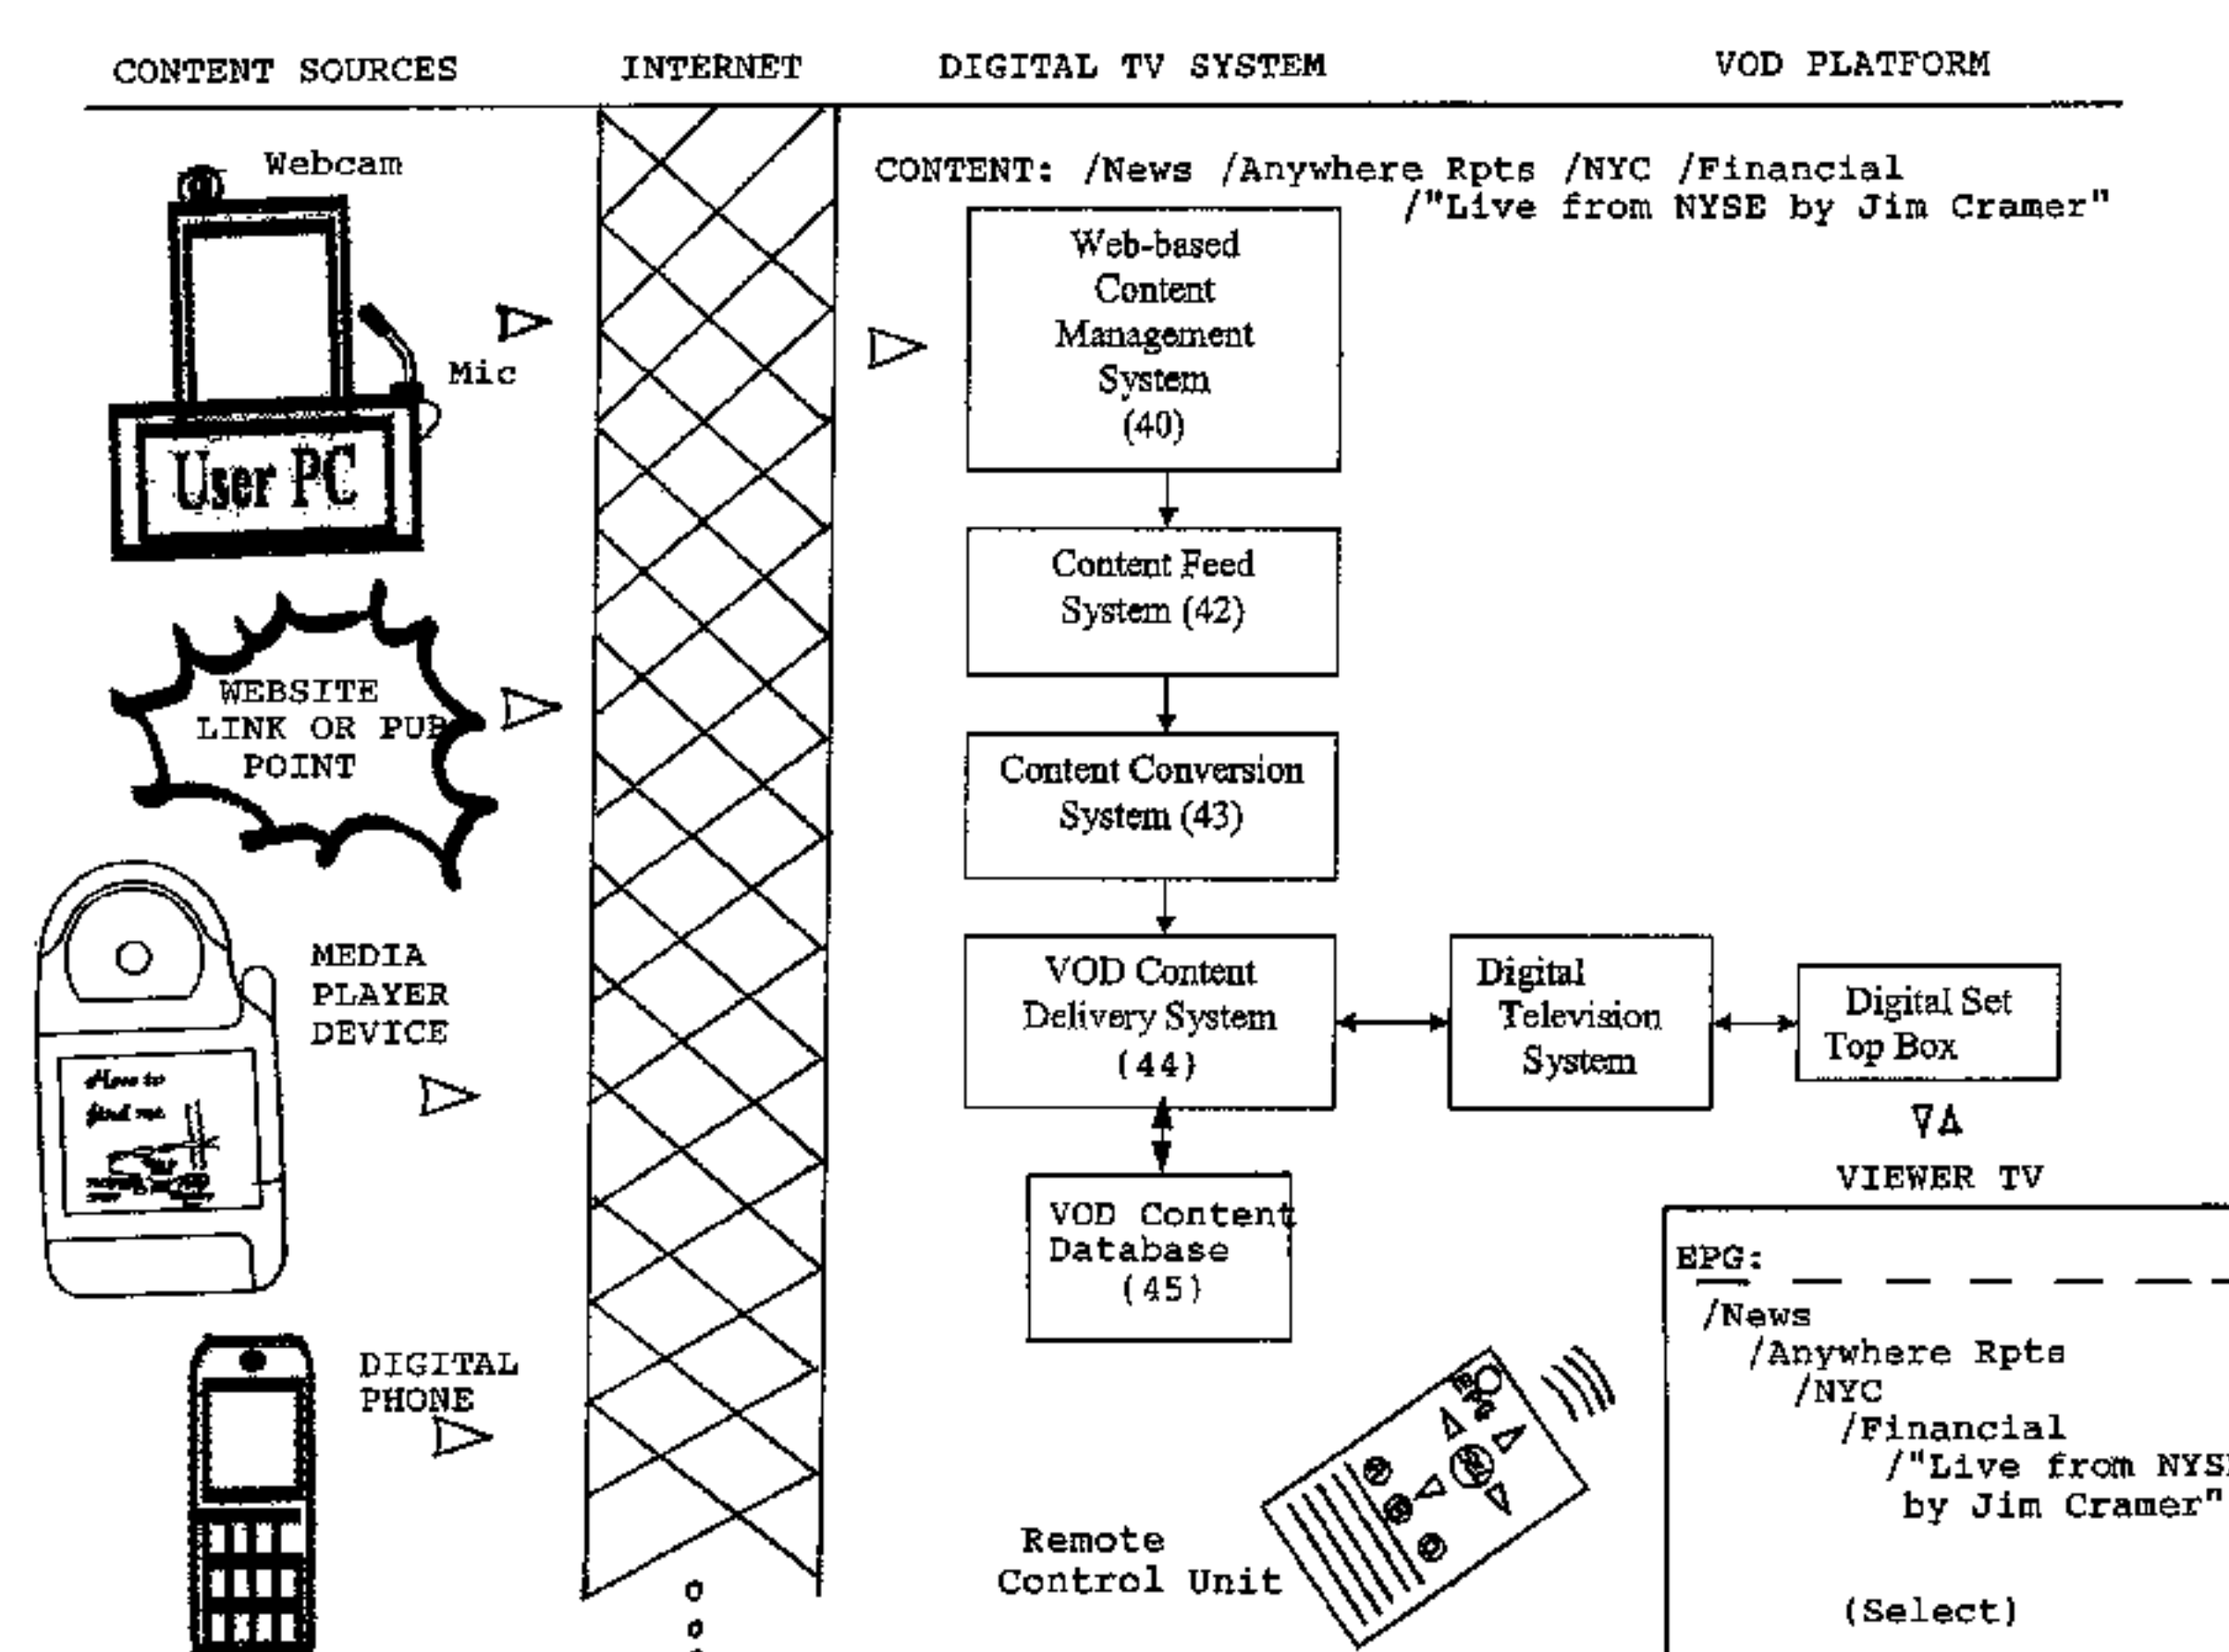 CONTENT SOURCES
INTERNET
DIGITAL TV SYSTEM
VOD PLATFORM
CONTENT: /News /Anywhere Rpts /NYC /Financial
/"Live from NYSE by Jim Cramer"
Webcam
Mic
User PC
WEBSITE
LINK OR PUB
POINT
MEDIA
PLAYER
DEVICE
How to
find me
DIGITAL
PHONE
Web-based
Content
Management
System
(40)
Content Feed
System (42)
Content Conversion
System (43)
VOD Content
Delivery System
(44)
Digital
Television
System
Digital Set
Top Box
VOD Content
Database
(45)
VIEWER TV
EPG:
/News
/Anywhere Rpts
/NYC
/Financial
/"Live from NYSE
by Jim Cramer"
(Select)
Remote
Control Unit